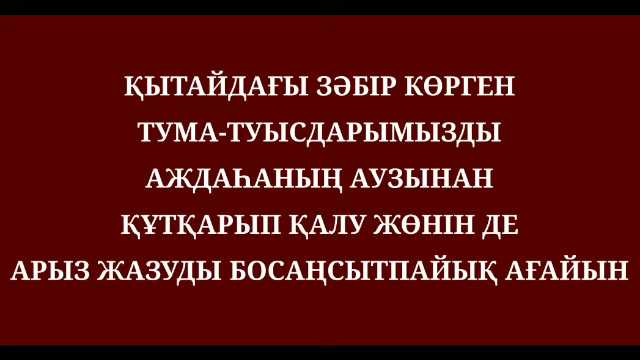 ҚЫТАЙДАҒЫ ЗӘБІР КӨРГЕН
ТУМА-ТУЫСДАРЫМЫЗДЫ
АЖДАҺАНЫҢ АУЗЫНАН
ҚҰТҚАРЫП ҚАЛУ ЖӨНІН ДЕ
АРЫЗ ЖАЗУДЫ БОСАҢСЫТПАЙЫҚ АҒАЙЫН